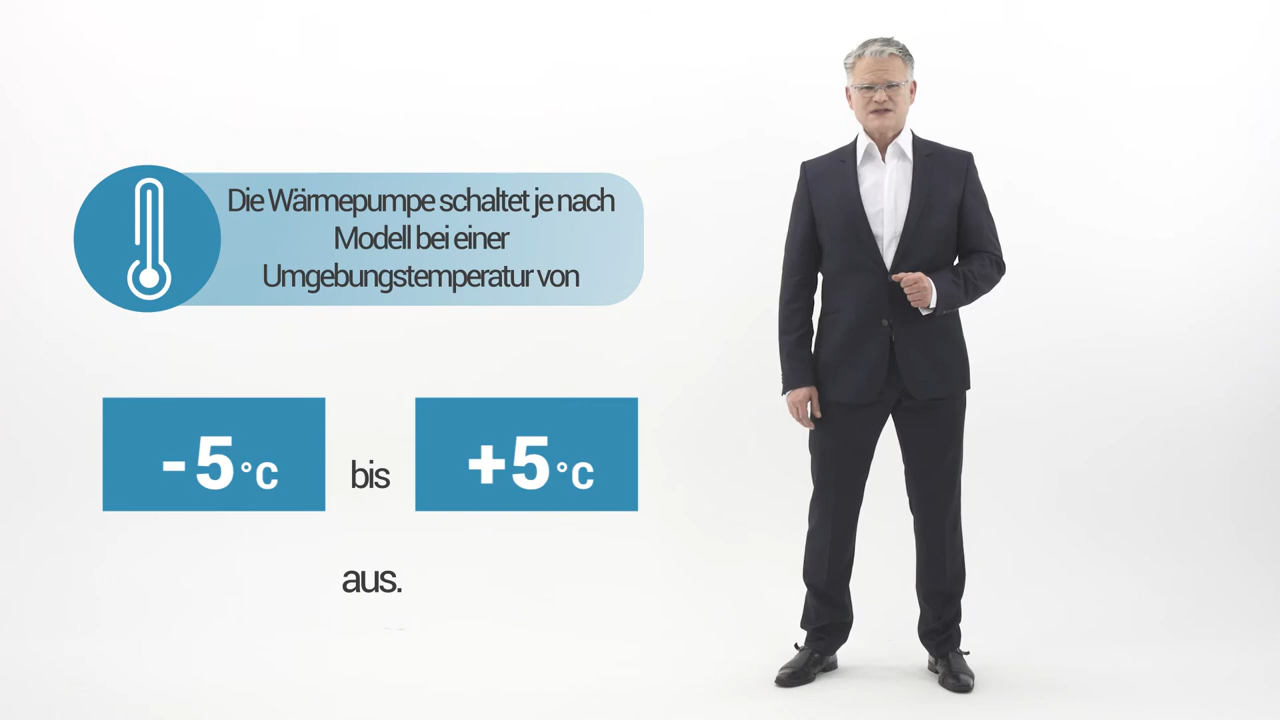 Die Wärmepumpe schaltet je nach
Modell bei einer
Umgebungstemperatur von
-5°C bis +5°C
aus.